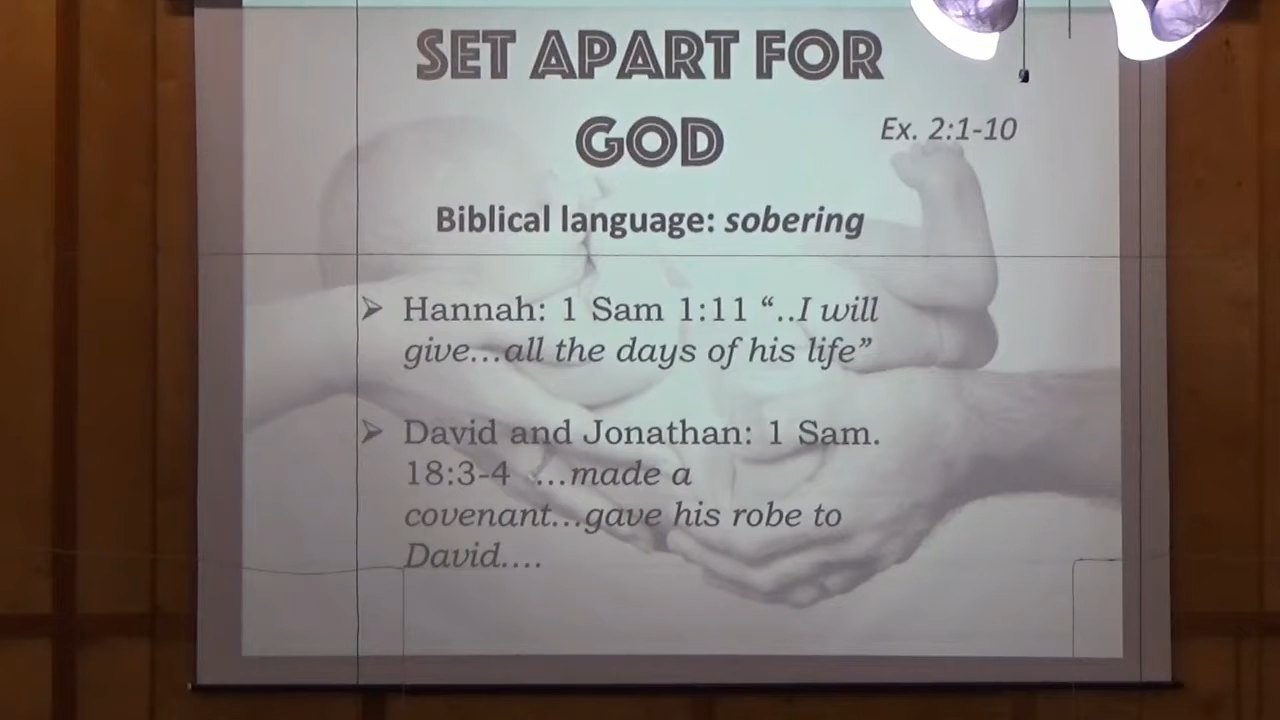 SET APART FOR
GOD
Ex. 2:1-10
Biblical language: sobering
➢ Hannah: 1 Sam 1:11 “..I will
give...all the days of his life”
➢ David and Jonathan: 1 Sam.
18:3-4 “...made a
covenant...gave his robe to
David....